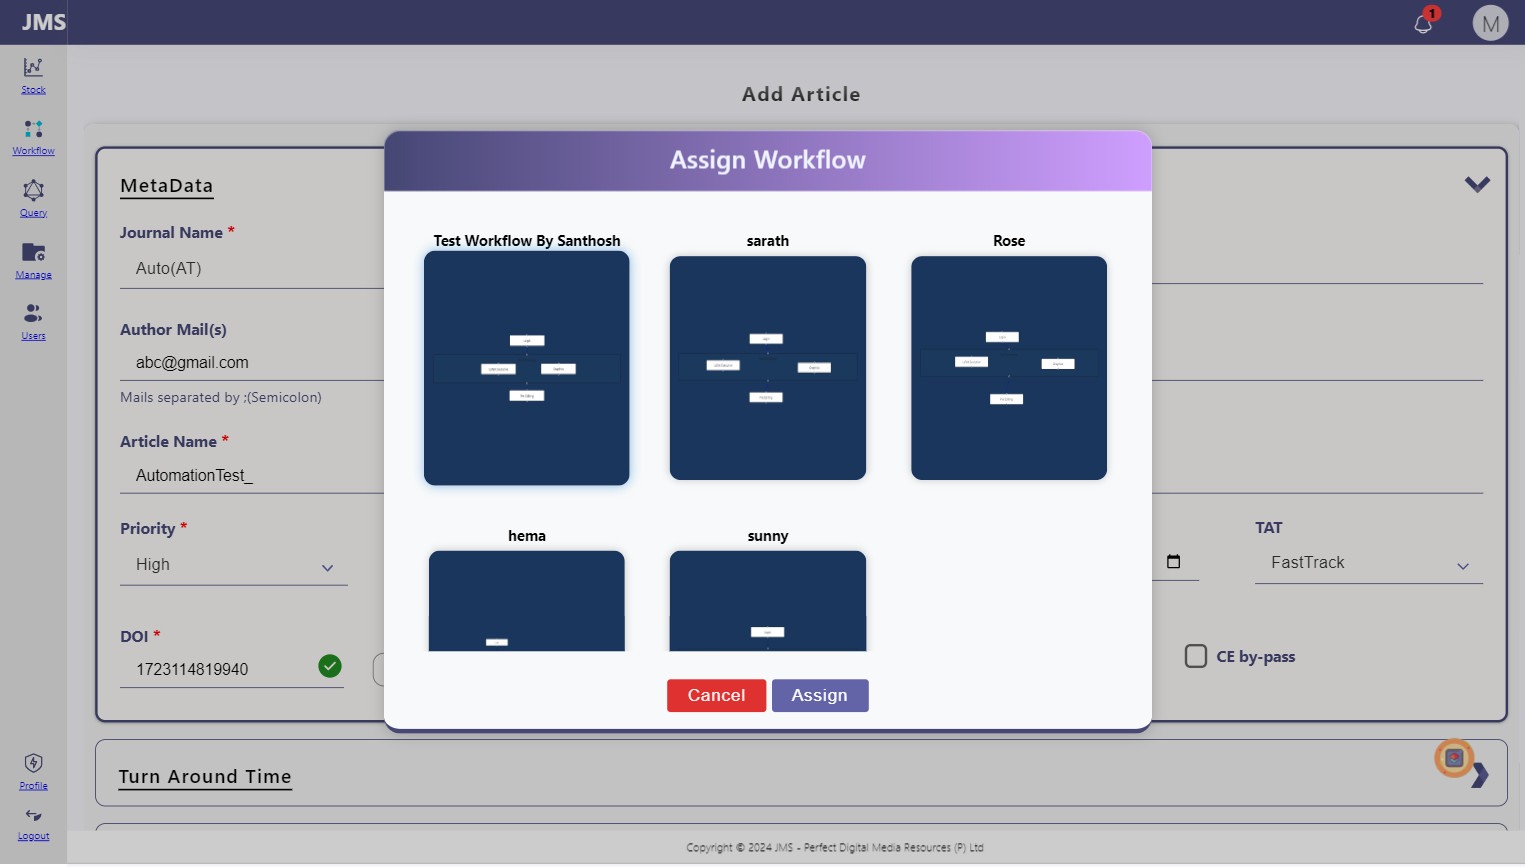 JMS
1
M
Stock
Workflow
Query
Manage
Users
Profile
Logout
Add Article
MetaData
Journal Name *
Auto(AT)
Author Mail(s)
abc@gmail.com
Mails separated by ;(Semicolon)
Article Name *
AutomationTest_
Priority *
High
TAT
FastTrack
DOI *
1723114819940
CE by-pass
Assign Workflow
Test Workflow By Santhosh
sarath
Rose
hema
sunny
Cancel
Assign
Turn Around Time
Copyright © 2024 JMS - Perfect Digital Media Resources (P) Ltd